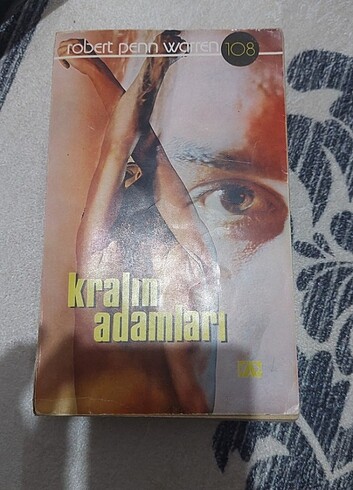 robert penn warren 108
kralın
adamları